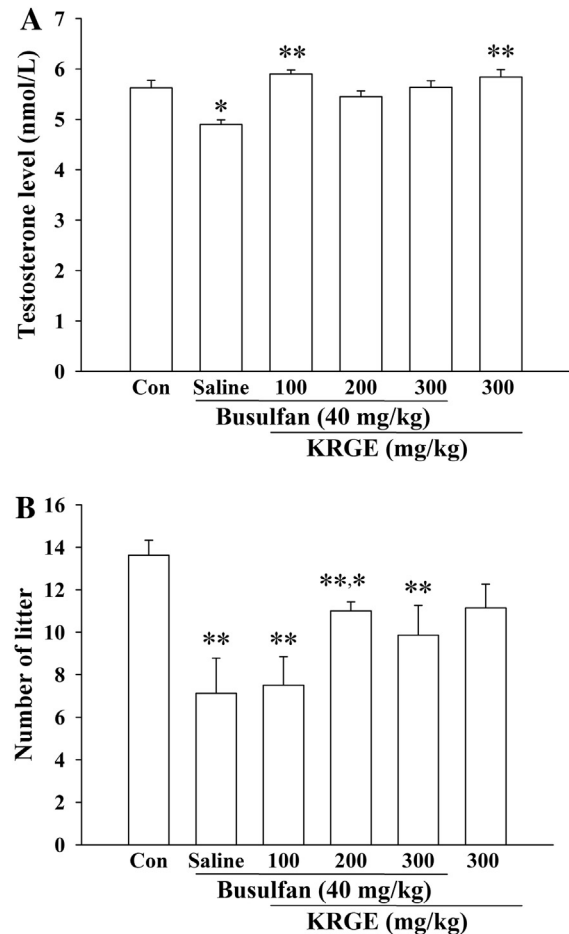 A
7
6
5
4
3
2
1
0
Testosterone level (nmol/L)
*
**
**
Con Saline 100 200 300 300
Busulfan (40 mg/kg)
KRGE (mg/kg)
B
16
14
12
10
8
6
4
2
0
Number of litter
**
**
**,*
**
Con Saline 100 200 300 300
Busulfan (40 mg/kg)
KRGE (mg/kg)